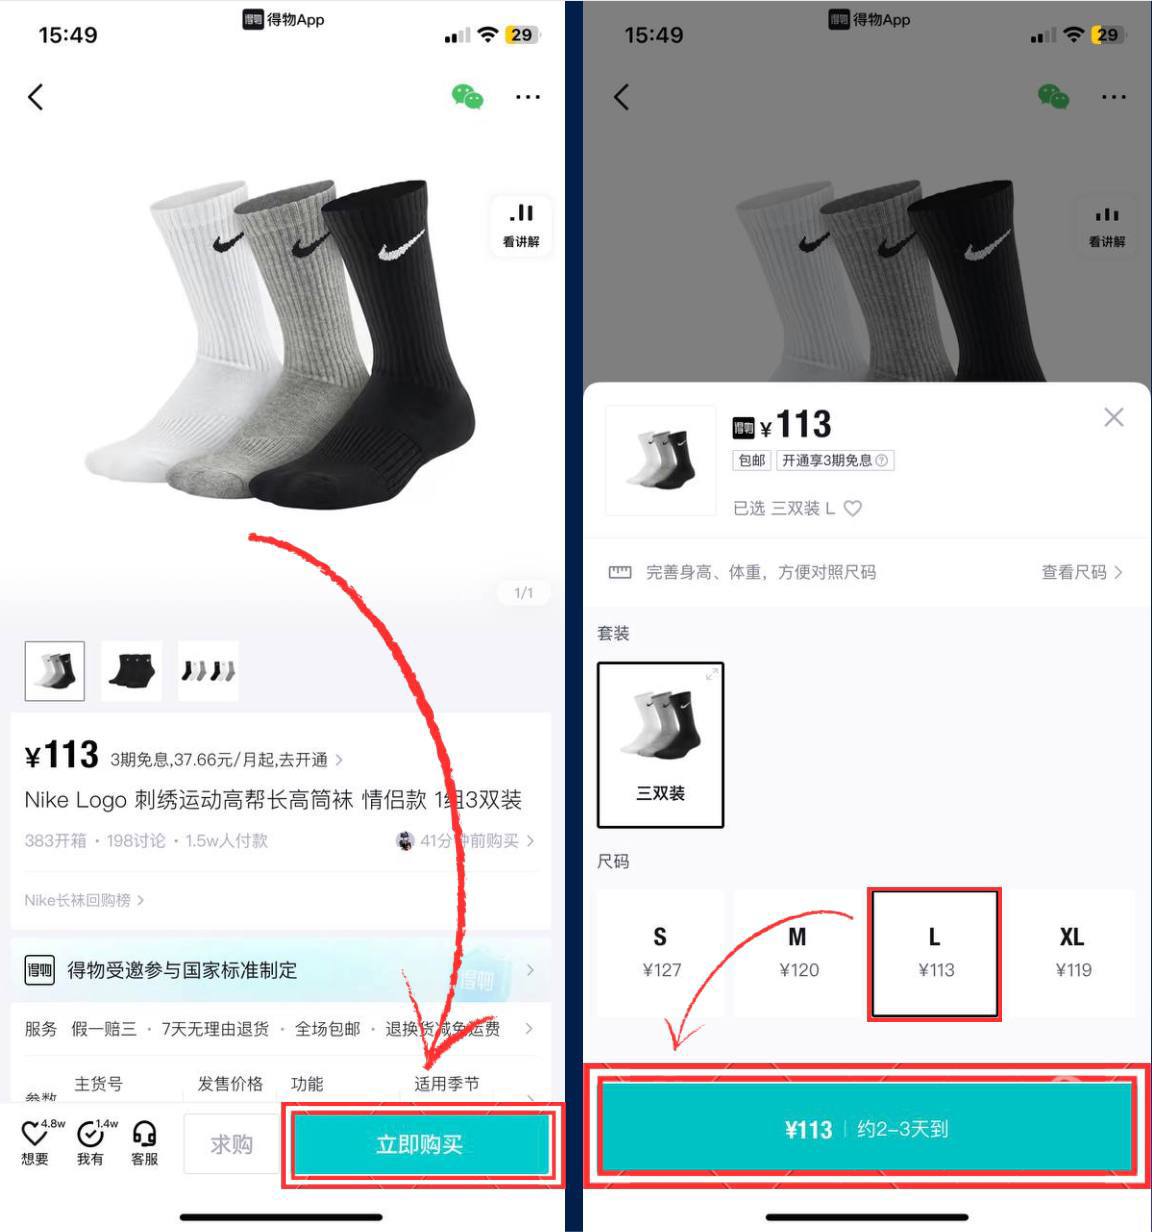 得物App
15:49
29
看讲解
1/1
¥113 3期免息,37.66元/月起,去开通
Nike Logo 刺绣运动高帮长高筒袜 情侣款 1组3双装
383开箱 · 198讨论 · 1.5w人付款
41分钟前购买
Nike长袜回购榜
得物 得物受邀参与国家标准制定
服务 假一赔三 · 7天无理由退货 · 全场包邮 · 退换货减免运费
参数 主货号 发售价格 功能 适用季节
4.8w
想要
1.4w
我有
客服
求购
立即购买
得物App
15:49
29
看讲解
得物 ¥113
包邮 开通享3期免息
已选 三双装 L
完善身高、体重，方便对照尺码
查看尺码
套装
三双装
尺码
S
¥127
M
¥120
L
¥113
XL
¥119
¥113 | 约2-3天到